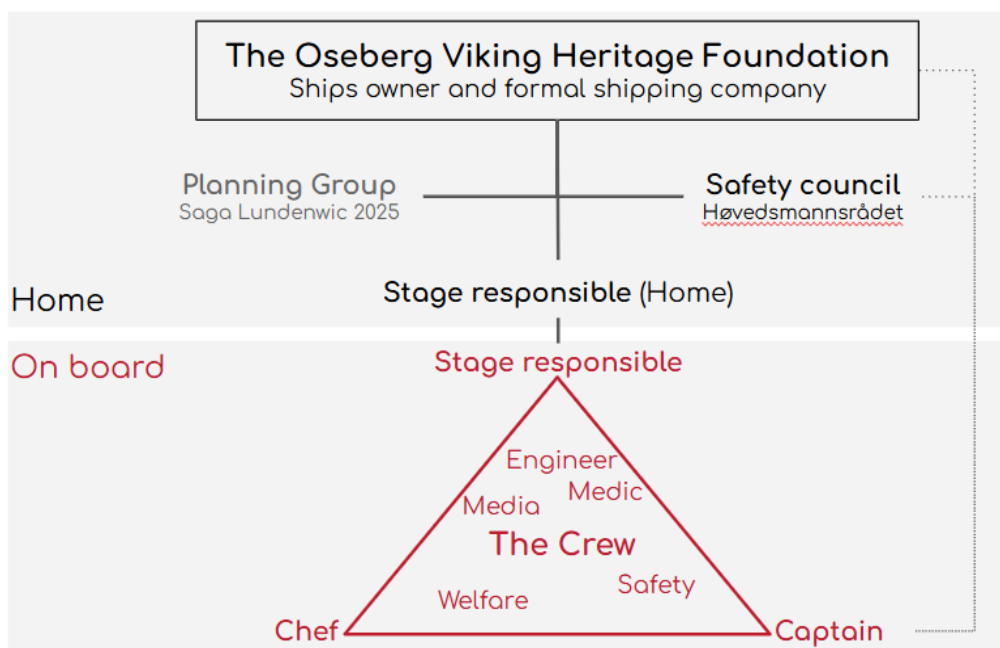 The Oseberg Viking Heritage Foundation
Ships owner and formal shipping company
Planning Group
Saga Lundenwic 2025
Safety council
Høvedsmannsrådet
Stage responsible (Home)
Home
On board
Stage responsible
Engineer
Medic
Media
The Crew
Safety
Welfare
Chef
Captain